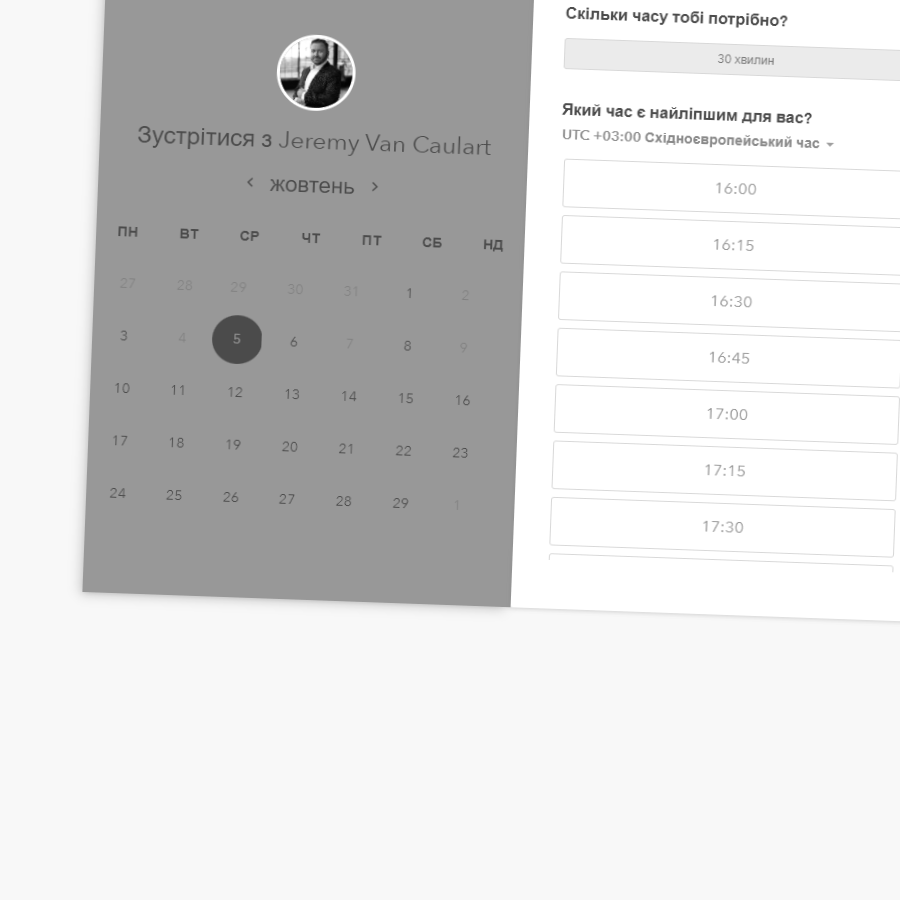 Зустрітися з Jeremy Van Caulart
жовтень
ПН ВТ СР ЧТ ПТ СБ НД
27 28 29 30 31 1 2
3 4 5 6 7 8 9
10 11 12 13 14 15 16
17 18 19 20 21 22 23
24 25 26 27 28 29 1
Скільки часу тобі потрібно?
30 хвилин
Який час є найліпшим для вас?
UTC +03:00 Східноєвропейський час
16:00
16:15
16:30
16:45
17:00
17:15
17:30